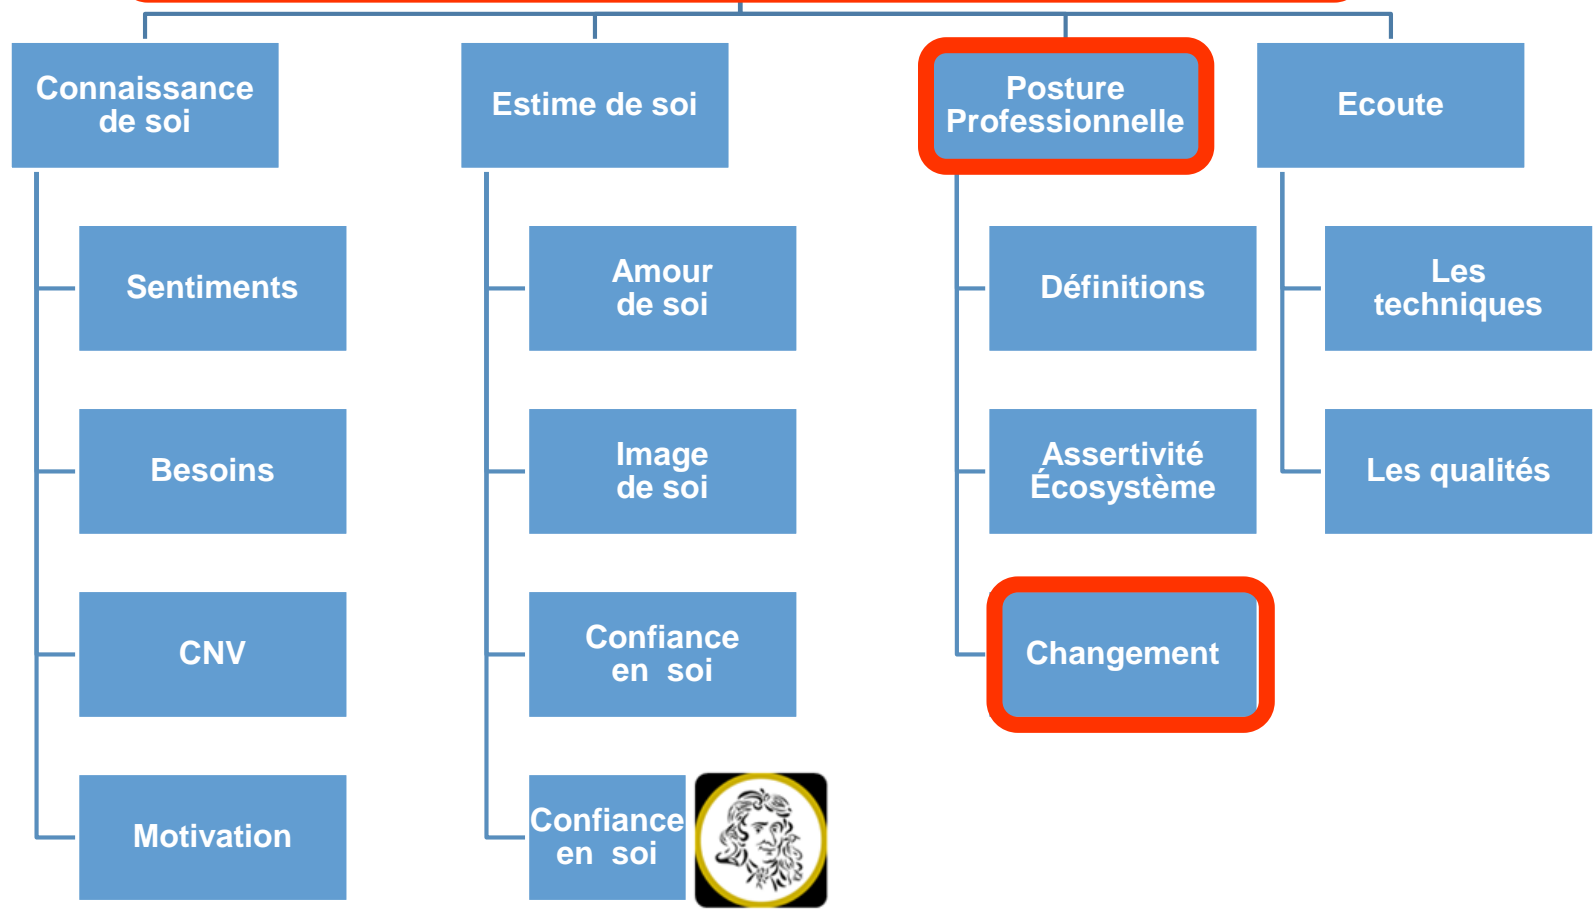 Connaissance
de soi
Estime de soi
Posture
Professionnelle
Ecoute
Sentiments
Amour
de soi
Définitions
Les
techniques
Besoins
Image
de soi
Assertivité
Écosystème
Les qualités
CNV
Confiance
en  soi
Changement
Motivation
Confiance
en  soi